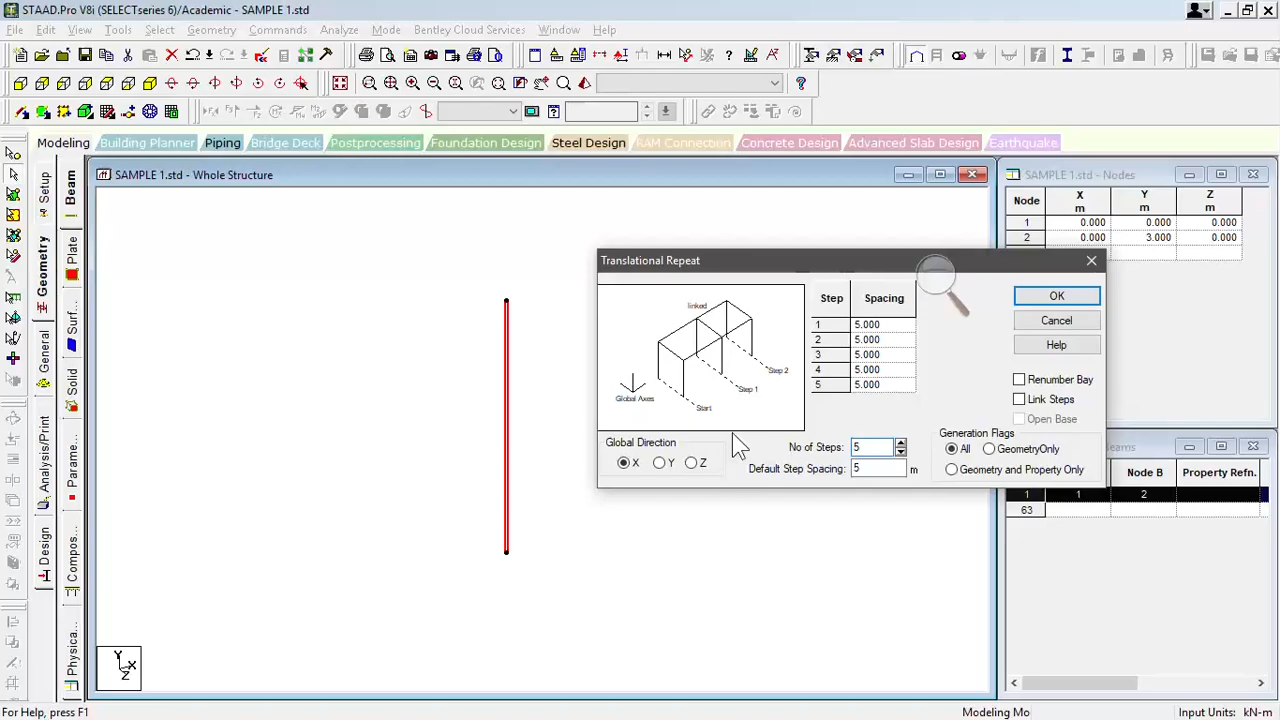 STAAD.Pro V8i (SELECTseries 6)/Academic - SAMPLE 1.std
File Edit View Tools Select Geometry Commands Analyze Mode Bentley Cloud Services Window Help
Modeling Building Planner Piping Bridge Deck Postprocessing Foundation Design Steel Design RAM Connection Concrete Design Advanced Slab Design Earthquake
Setup
Geometry
General
Analysis/Print
Design
Beam
Plate
Surf...
Solid
Parame...
Compos...
Physica...
SAMPLE 1.std - Whole Structure
SAMPLE 1.std - Nodes
Node X m Y m Z m
1 0.000 0.000 0.000
2 0.000 3.000 0.000
Translational Repeat
linked
Step 2
Step 1
Start
Global Axes
Step Spacing
1 5.000
2 5.000
3 5.000
4 5.000
5 5.000
OK
Cancel
Help
Renumber Bay
Link Steps
Open Base
Global Direction
X Y Z
No of Steps: 5
Default Step Spacing: 5 m
Generation Flags
All GeometryOnly
Geometry and Property Only
Node B Property Refn.
1 1 2
63
Y
X
Z
For Help, press F1
Modeling Mo
Input Units: kN-m